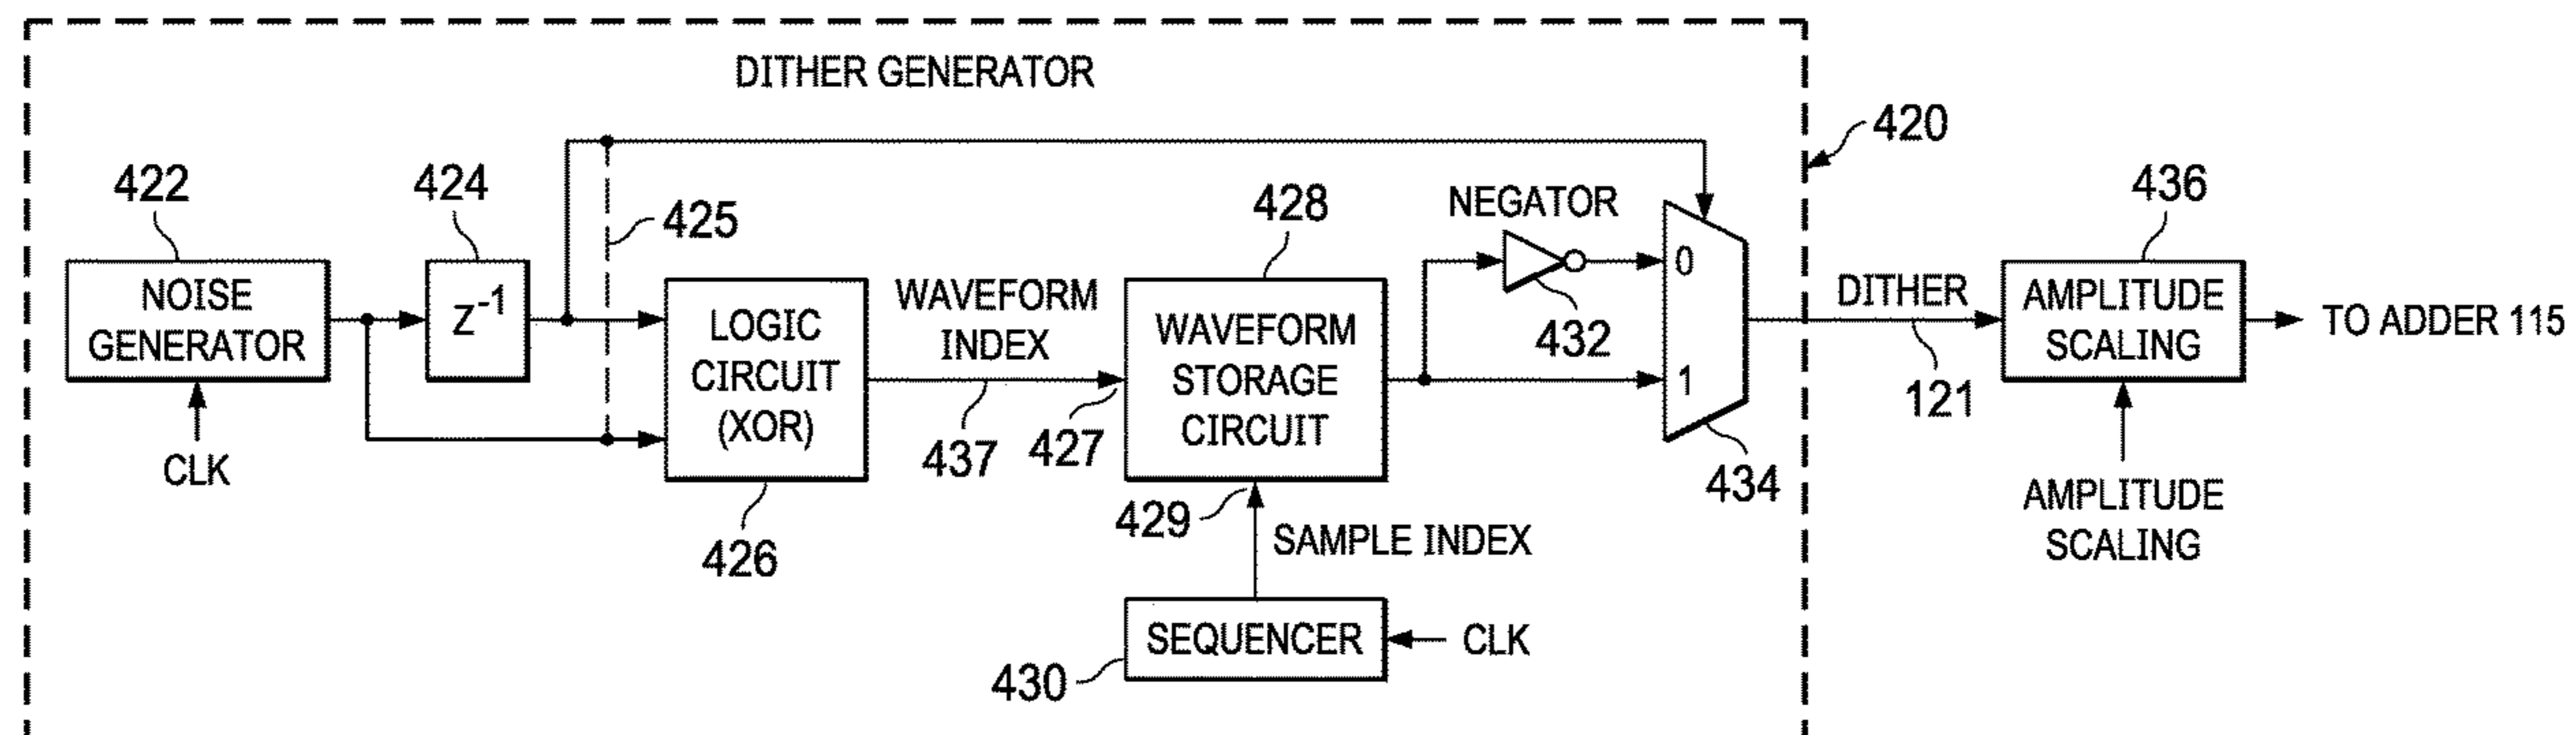 DITHER GENERATOR
420
422
424
425
428
NEGATOR
436
NOISE
GENERATOR
Z-1
LOGIC
CIRCUIT
(XOR)
WAVEFORM
INDEX
WAVEFORM
STORAGE
CIRCUIT
0
1
432
DITHER
121
AMPLITUDE
SCALING
TO ADDER 115
CLK
437
427
434
426
429
SAMPLE INDEX
AMPLITUDE
SCALING
SEQUENCER
CLK
430